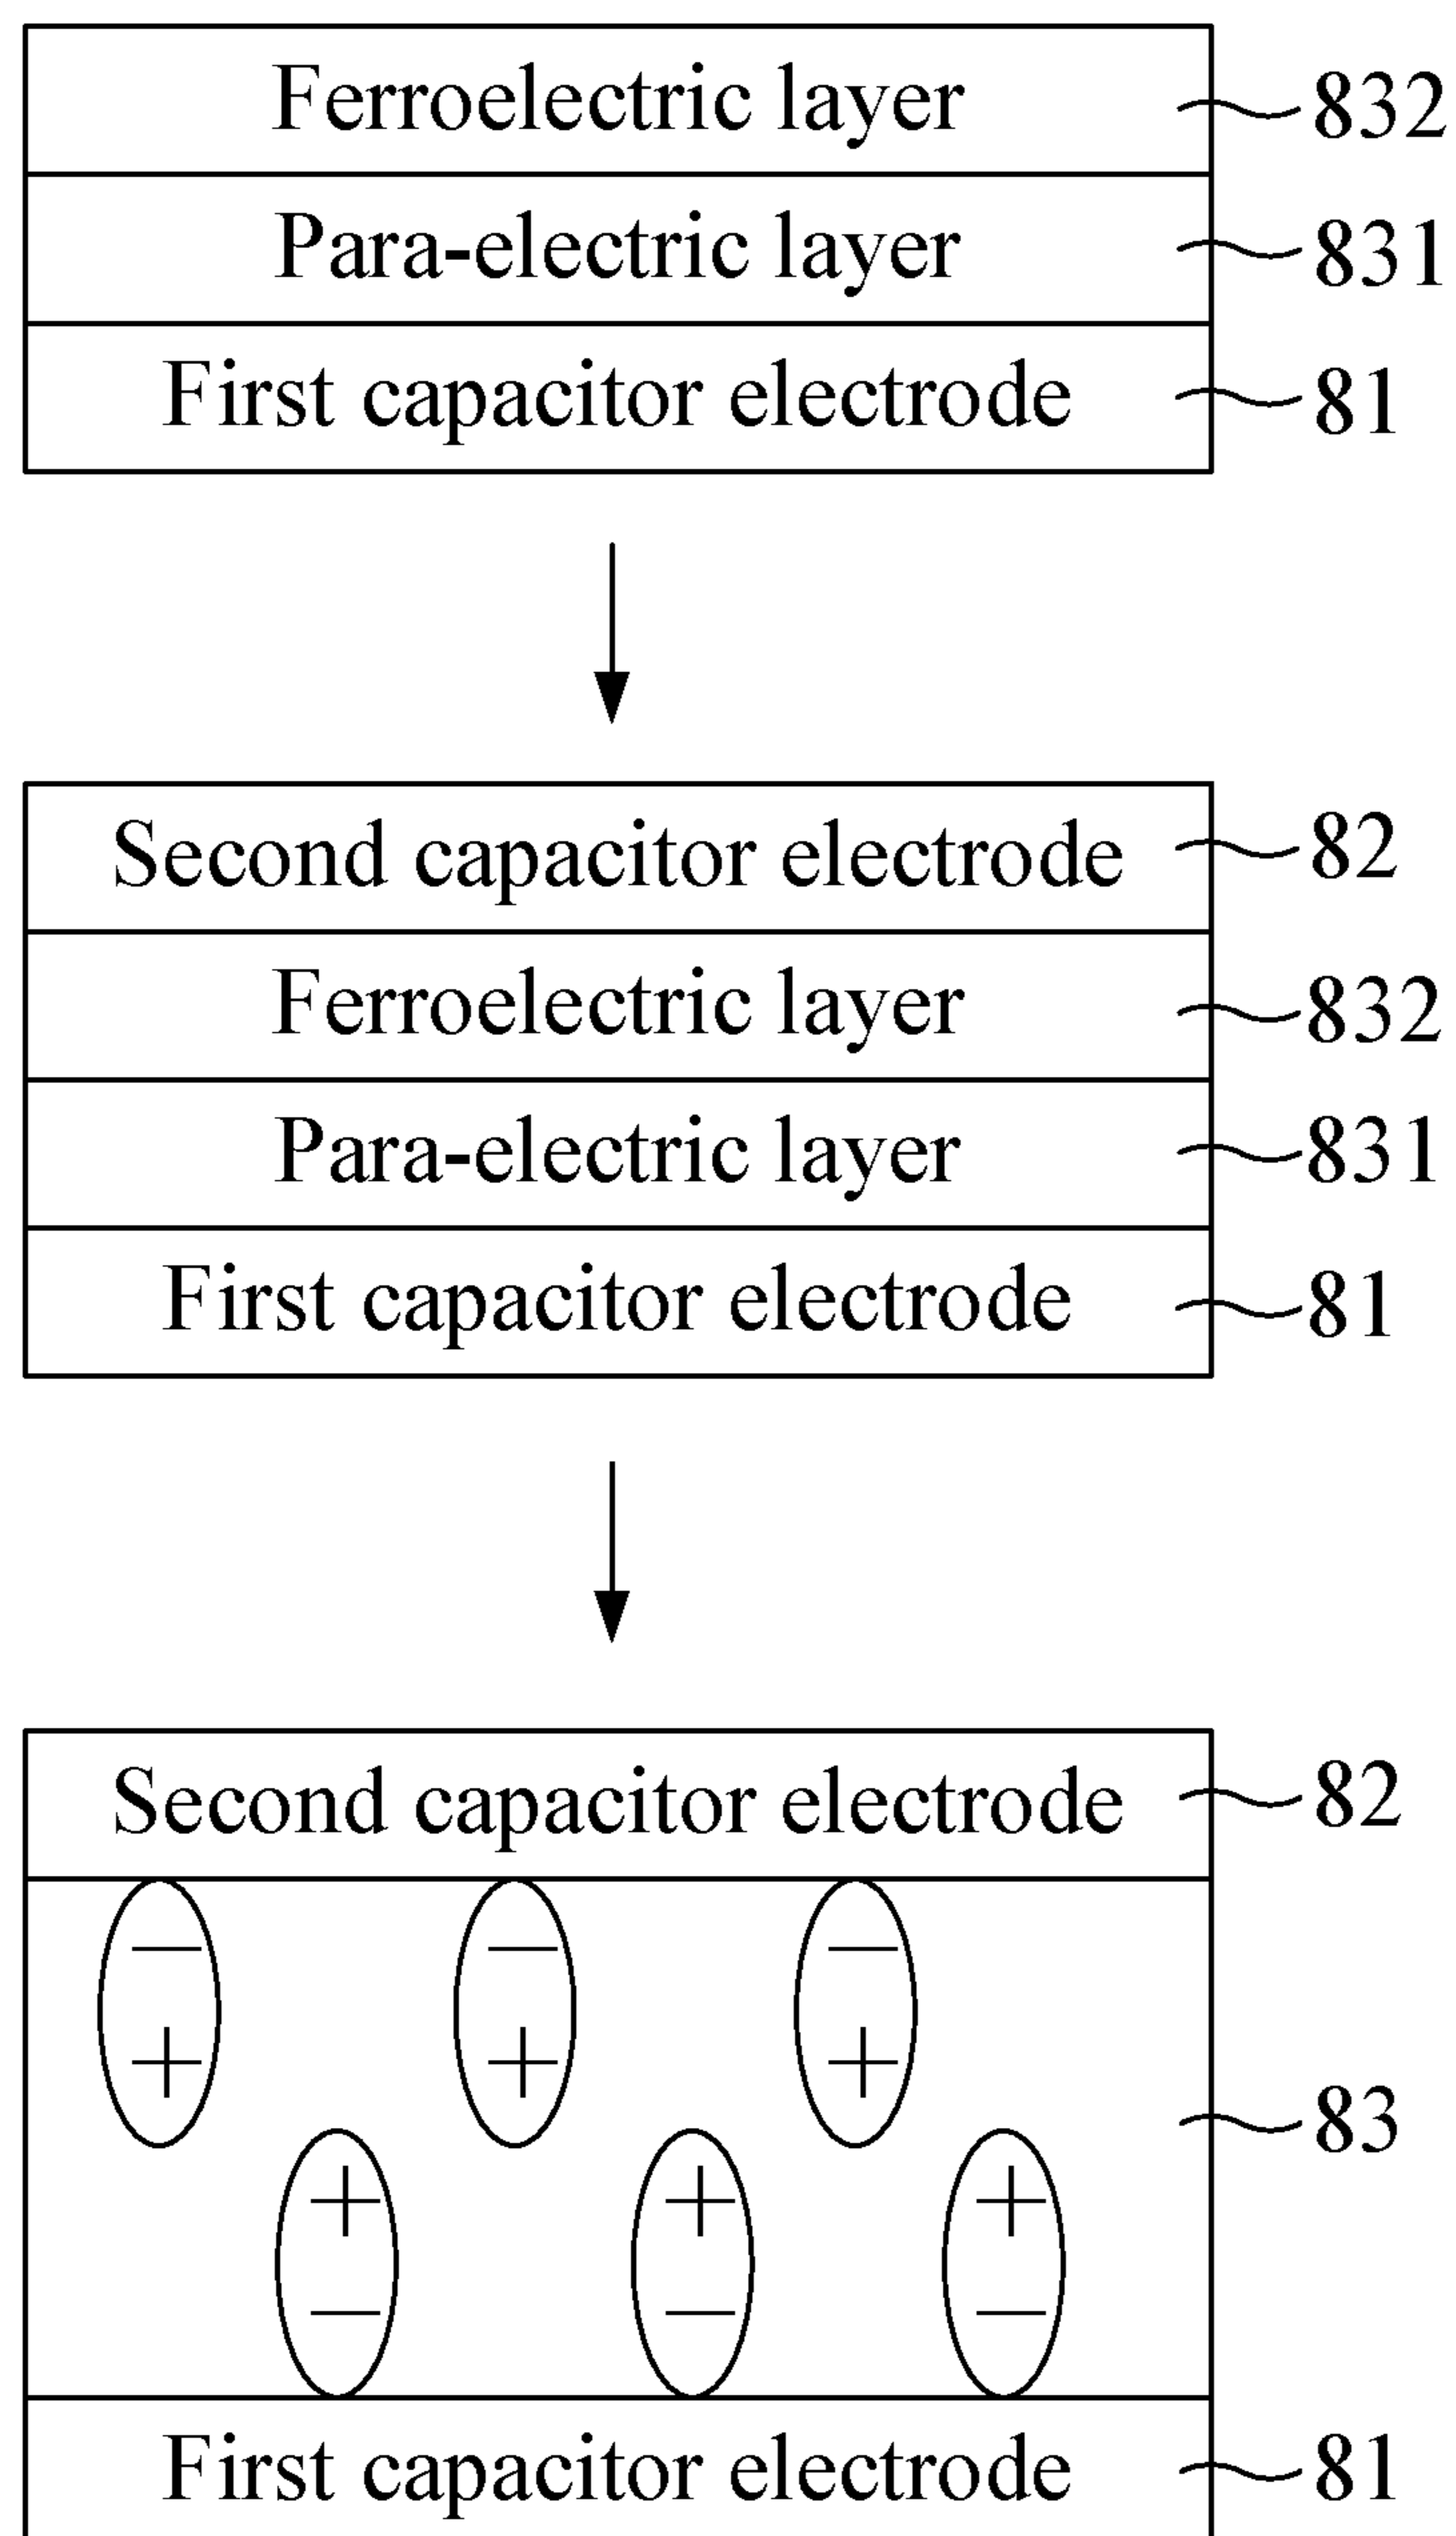 Ferroelectric layer 832
Para-electric layer 831
First capacitor electrode 81
Second capacitor electrode 82
Ferroelectric layer 832
Para-electric layer 831
First capacitor electrode 81
Second capacitor electrode 82
− − −
+ + +
83
+ + +
− − −
First capacitor electrode 81